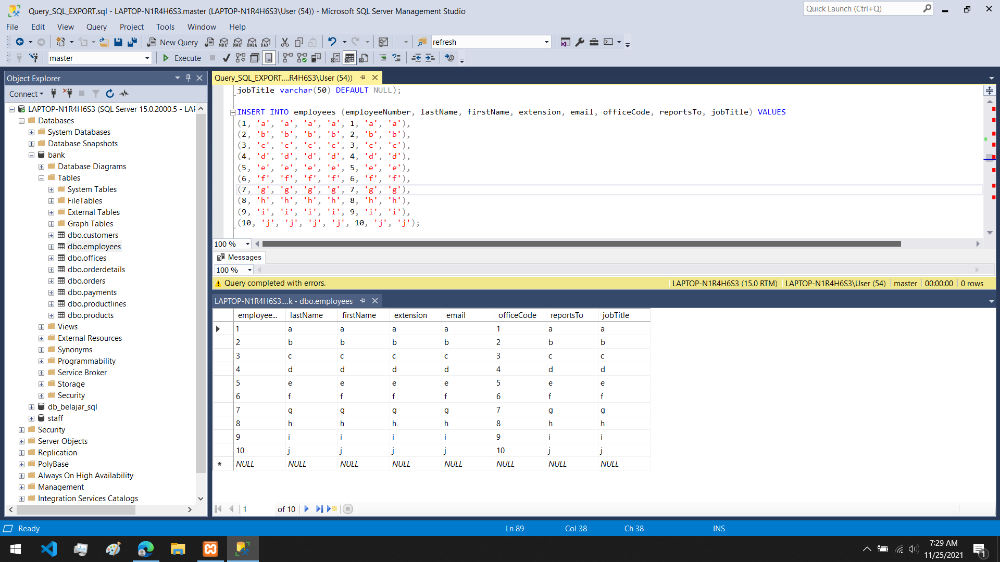 Query_SQL_EXPORT.sql - LAPTOP-N1R4H6S3.master (LAPTOP-N1R4H6S3\User (54)) - Microsoft SQL Server Management Studio
Quick Launch (Ctrl+Q)
File Edit View Query Project Tools Window Help
New Query
MDX DMX XMLA DAX
refresh
master
Execute
Object Explorer
Connect
LAPTOP-N1R4H6S3 (SQL Server 15.0.2000.5 - LAP
Databases
System Databases
Database Snapshots
bank
Database Diagrams
Tables
System Tables
FileTables
External Tables
Graph Tables
dbo.customers
dbo.employees
dbo.offices
dbo.orderdetails
dbo.orders
dbo.payments
dbo.productlines
dbo.products
Views
External Resources
Synonyms
Programmability
Service Broker
Storage
Security
db_belajar_sql
staff
Security
Server Objects
Replication
PolyBase
Always On High Availability
Management
Integration Services Catalogs
Query_SQL_EXPORT....R4H6S3\User (54))
jobTitle varchar(50) DEFAULT NULL);
INSERT INTO employees (employeeNumber, lastName, firstName, extension, email, officeCode, reportsTo, jobTitle) VALUES
(1, 'a', 'a', 'a', 'a', 1, 'a', 'a'),
(2, 'b', 'b', 'b', 'b', 2, 'b', 'b'),
(3, 'c', 'c', 'c', 'c', 3, 'c', 'c'),
(4, 'd', 'd', 'd', 'd', 4, 'd', 'd'),
(5, 'e', 'e', 'e', 'e', 5, 'e', 'e'),
(6, 'f', 'f', 'f', 'f', 6, 'f', 'f'),
(7, 'g', 'g', 'g', 'g', 7, 'g', 'g'),
(8, 'h', 'h', 'h', 'h', 8, 'h', 'h'),
(9, 'i', 'i', 'i', 'i', 9, 'i', 'i'),
(10, 'j', 'j', 'j', 'j', 10, 'j', 'j');
100 %
Messages
100 %
Query completed with errors.
LAPTOP-N1R4H6S3 (15.0 RTM) LAPTOP-N1R4H6S3\User (54) master 00:00:00 0 rows
LAPTOP-N1R4H6S3....k - dbo.employees
employee... lastName firstName extension email officeCode reportsTo jobTitle
1 a a a a 1 a a
2 b b b b 2 b b
3 c c c c 3 c c
4 d d d d 4 d d
5 e e e e 5 e e
6 f f f f 6 f f
7 g g g g 7 g g
8 h h h h 8 h h
9 i i i i 9 i i
10 j j j j 10 j j
NULL NULL NULL NULL NULL NULL NULL NULL
1 of 10
Ready
Ln 89 Col 38 Ch 38 INS
7:29 AM
11/25/2021
1